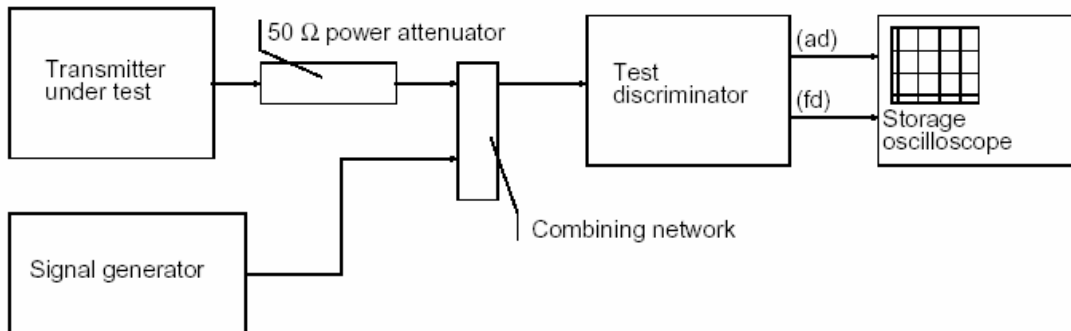 50 Ω power attenuator
Transmitter
under test
Test
discriminator
(ad)
(fd)
Storage
oscilloscope
Combining network
Signal generator